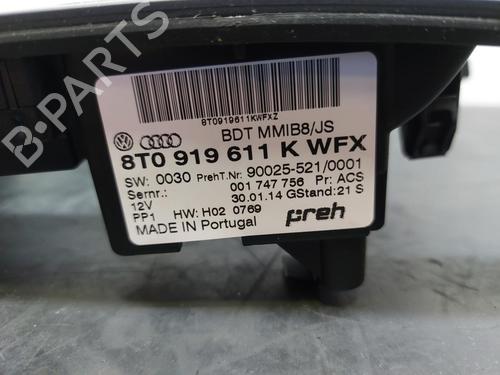 8T0919611KWFXZ
BDT MMIB8/JS
8T0 919 611 K WFX
SW: 0030 PrehT.Nr: 90025-521/0001
Sernr.: 001 747 756 Pr: ACS
12V 30.01.14 GStand: 21 S
PP1 HW: H02 0769
preh
MADE IN Portugal
B-PARTS